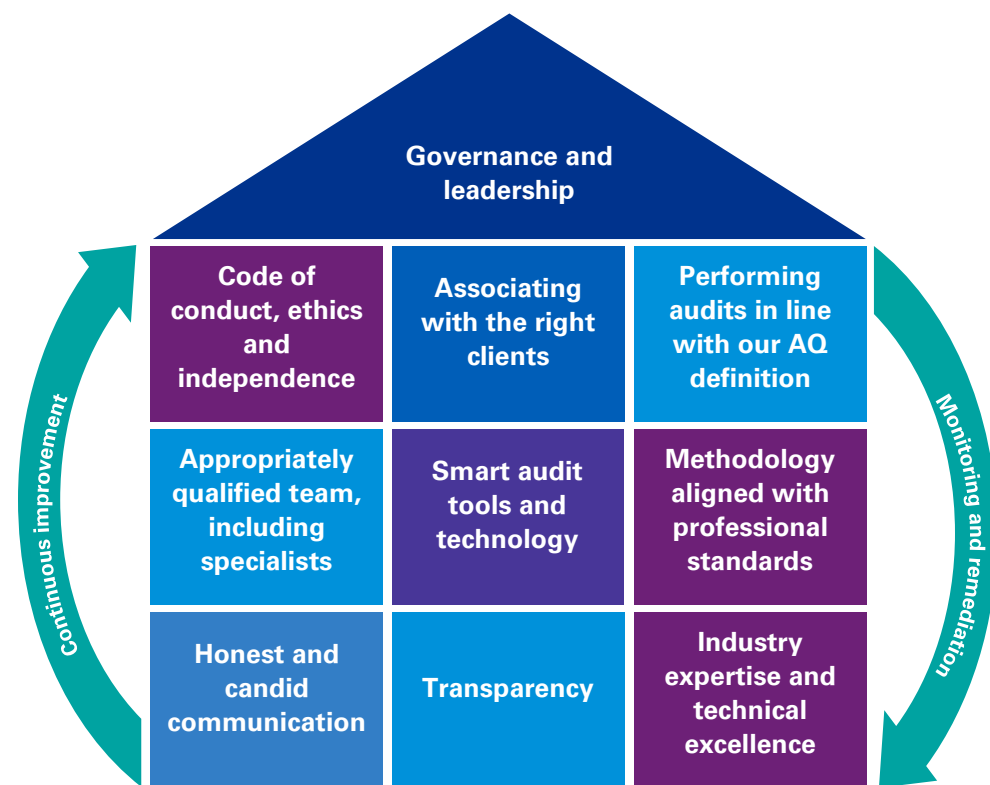 Governance and
leadership
Code of
conduct, ethics
and
independence
Associating
with the right
clients
Performing
audits in line
with our AQ
definition
Appropriately
qualified team,
including
specialists
Smart audit
tools and
technology
Methodology
aligned with
professional
standards
Honest and
candid
communication
Transparency
Industry
expertise and
technical
excellence
Continuous improvement
Monitoring and remediation